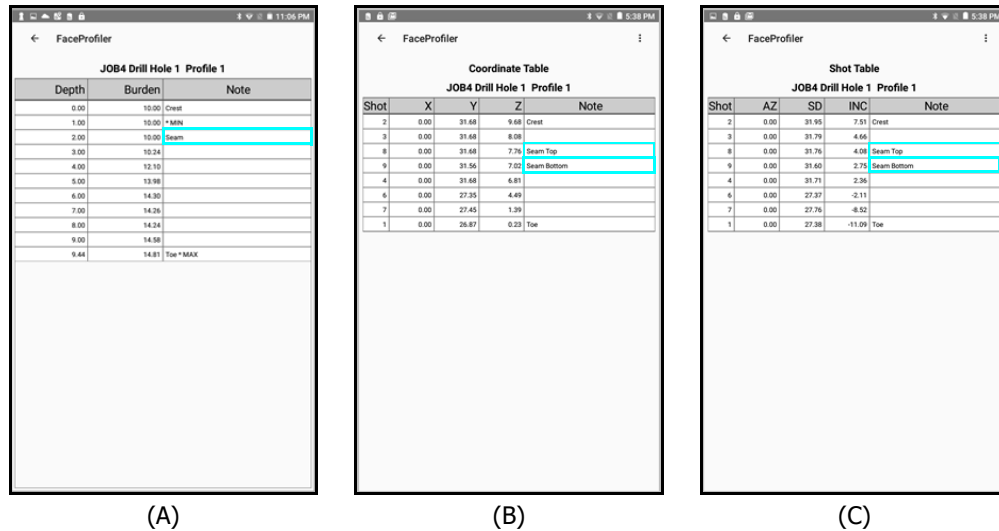 11:06 PM
FaceProfiler
JOB4 Drill Hole 1 Profile 1
Depth Burden Note
0.00 10.00 Crest
1.00 10.00 * MIN
2.00 10.00 Seam
3.00 10.24
4.00 12.10
5.00 13.98
6.00 14.30
7.00 14.26
8.00 14.24
9.00 14.58
9.44 14.81 Toe * MAX
(A)
5:38 PM
FaceProfiler
Coordinate Table
JOB4 Drill Hole 1 Profile 1
Shot X Y Z Note
2 0.00 31.68 9.68 Crest
3 0.00 31.68 8.08
8 0.00 31.68 7.76 Seam Top
9 0.00 31.56 7.02 Seam Bottom
4 0.00 31.68 6.81
6 0.00 27.35 4.49
7 0.00 27.45 1.39
1 0.00 26.87 0.23 Toe
(B)
5:38 PM
FaceProfiler
Shot Table
JOB4 Drill Hole 1 Profile 1
Shot AZ SD INC Note
2 0.00 31.95 7.51 Crest
3 0.00 31.79 4.66
8 0.00 31.76 4.08 Seam Top
9 0.00 31.60 2.75 Seam Bottom
4 0.00 31.71 2.36
6 0.00 27.37 -2.11
7 0.00 27.76 -8.52
1 0.00 27.38 -11.09 Toe
(C)